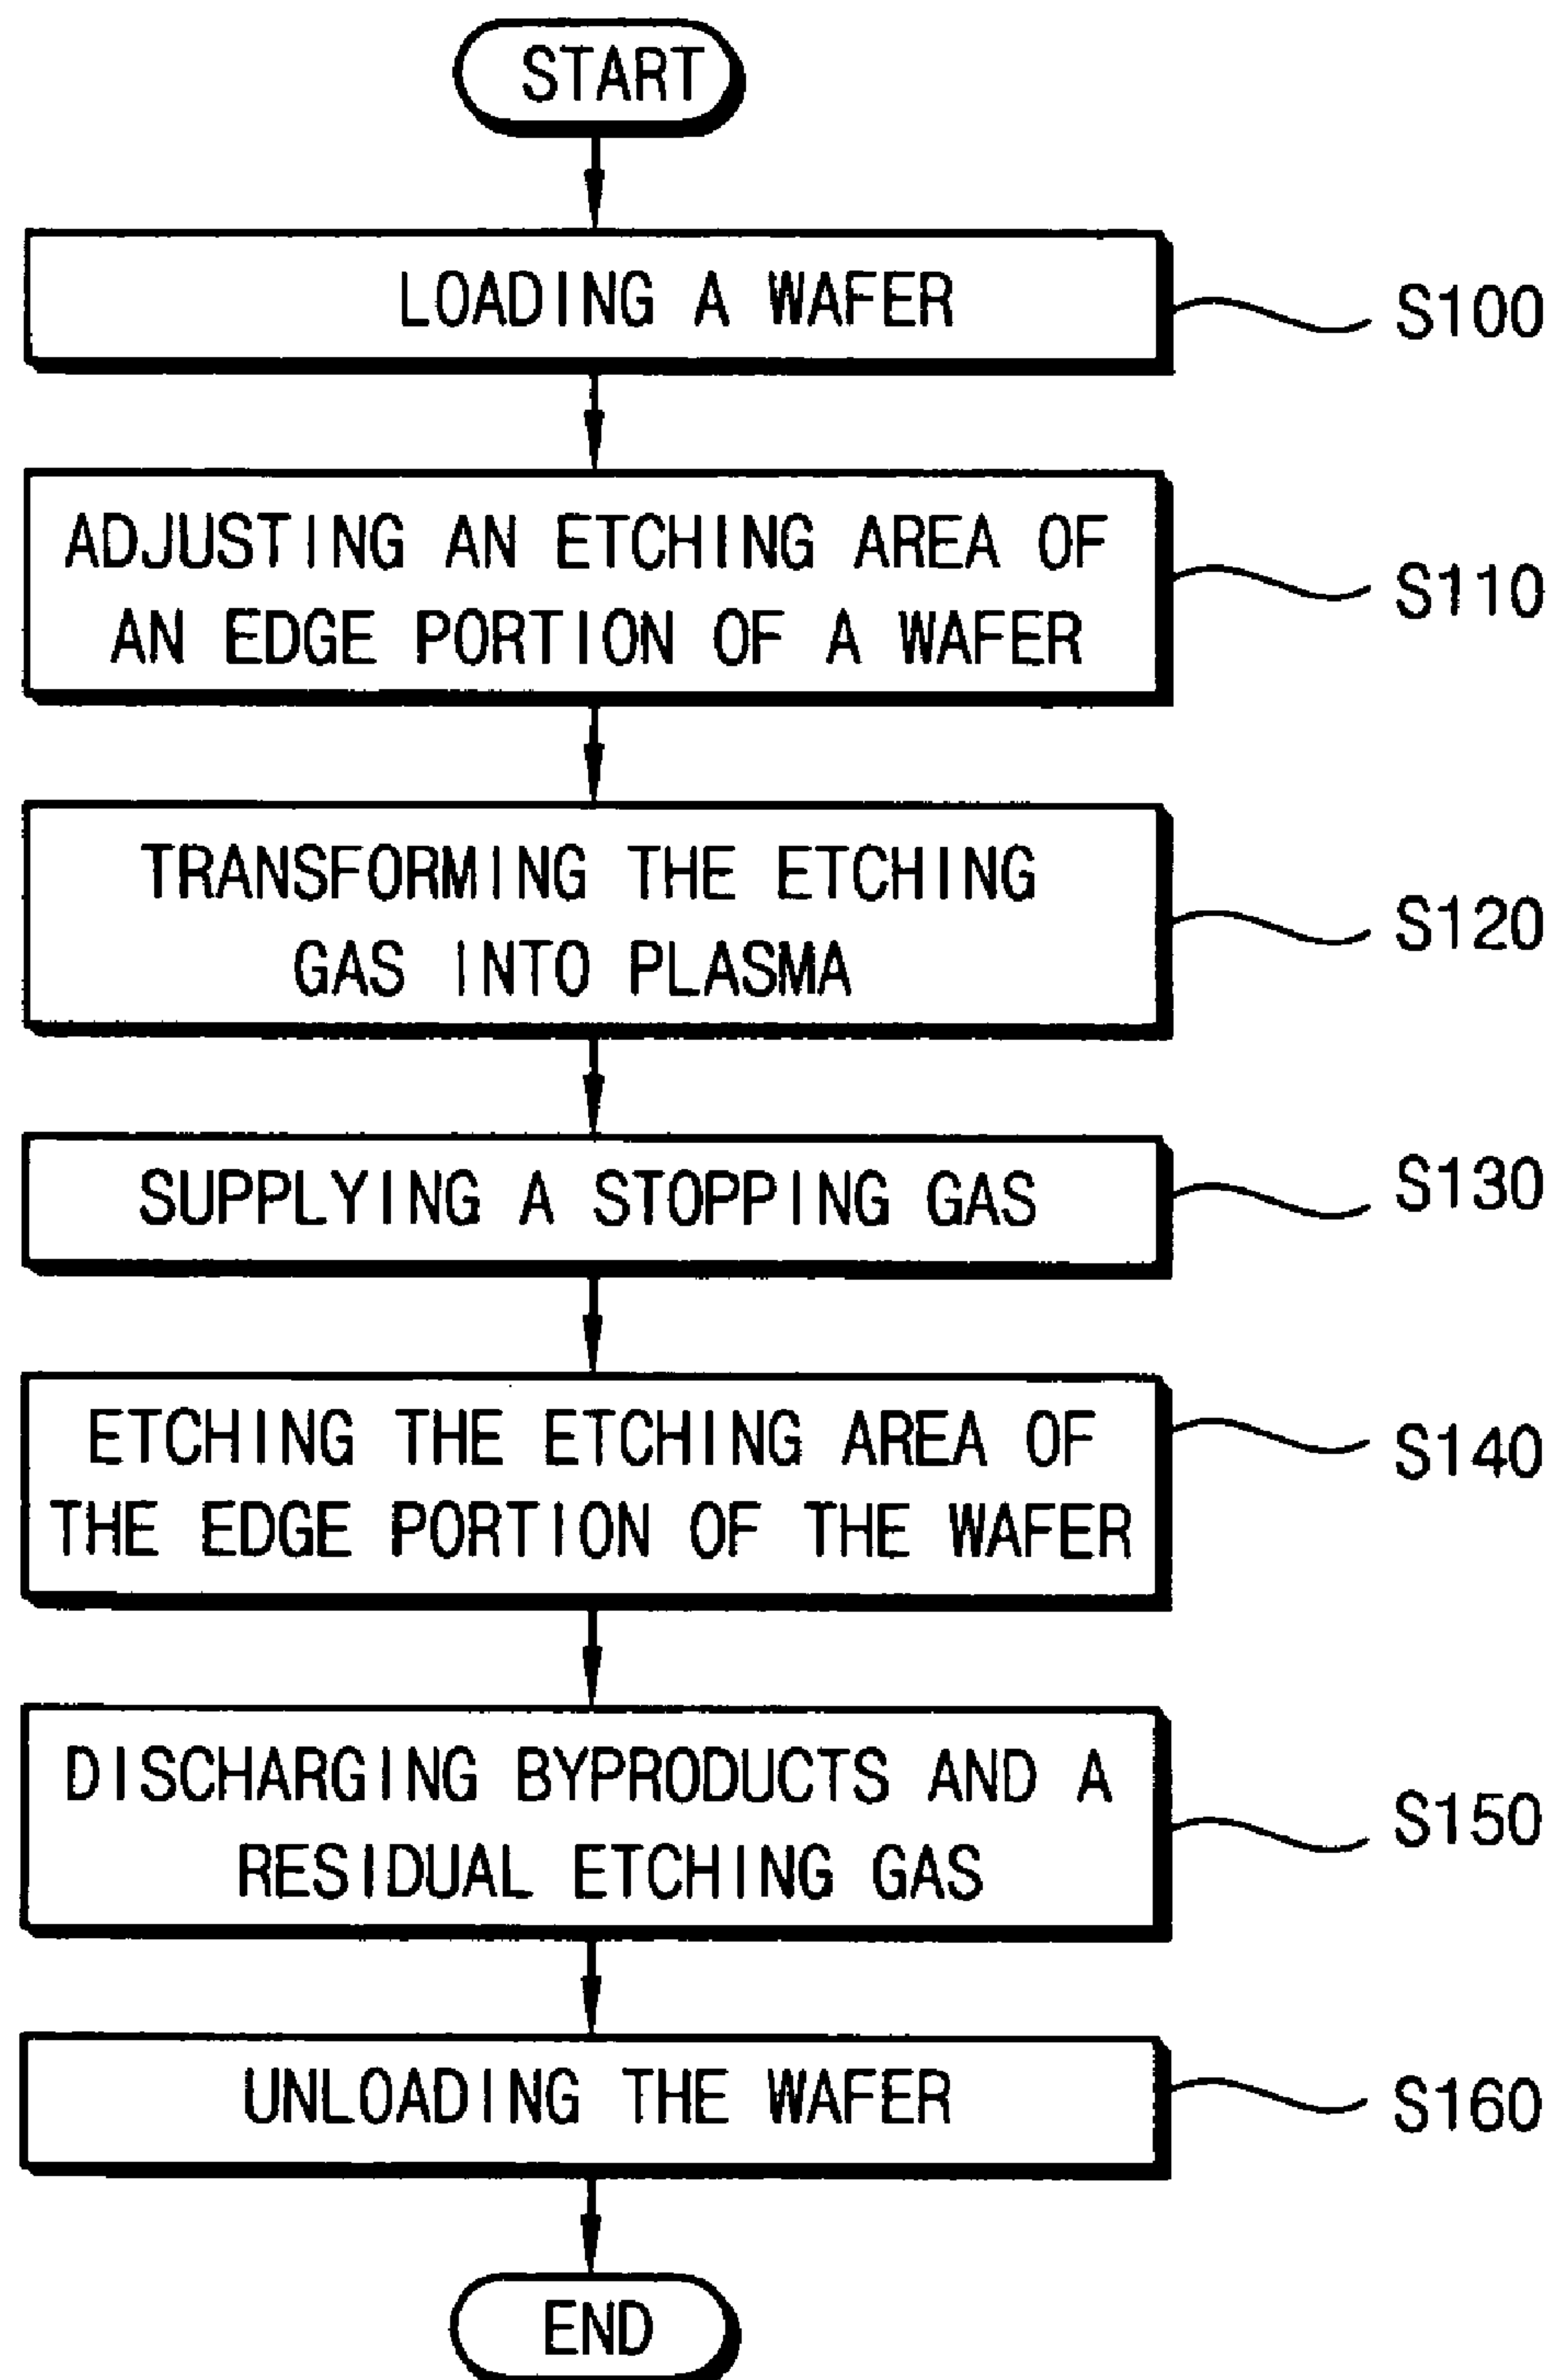 START
LOADING A WAFER
S100
ADJUSTING AN ETCHING AREA OF
AN EDGE PORTION OF A WAFER
S110
TRANSFORMING THE ETCHING
GAS INTO PLASMA
S120
SUPPLYING A STOPPING GAS
S130
ETCHING THE ETCHING AREA OF
THE EDGE PORTION OF THE WAFER
S140
DISCHARGING BYPRODUCTS AND A
RESIDUAL ETCHING GAS
S150
UNLOADING THE WAFER
S160
END